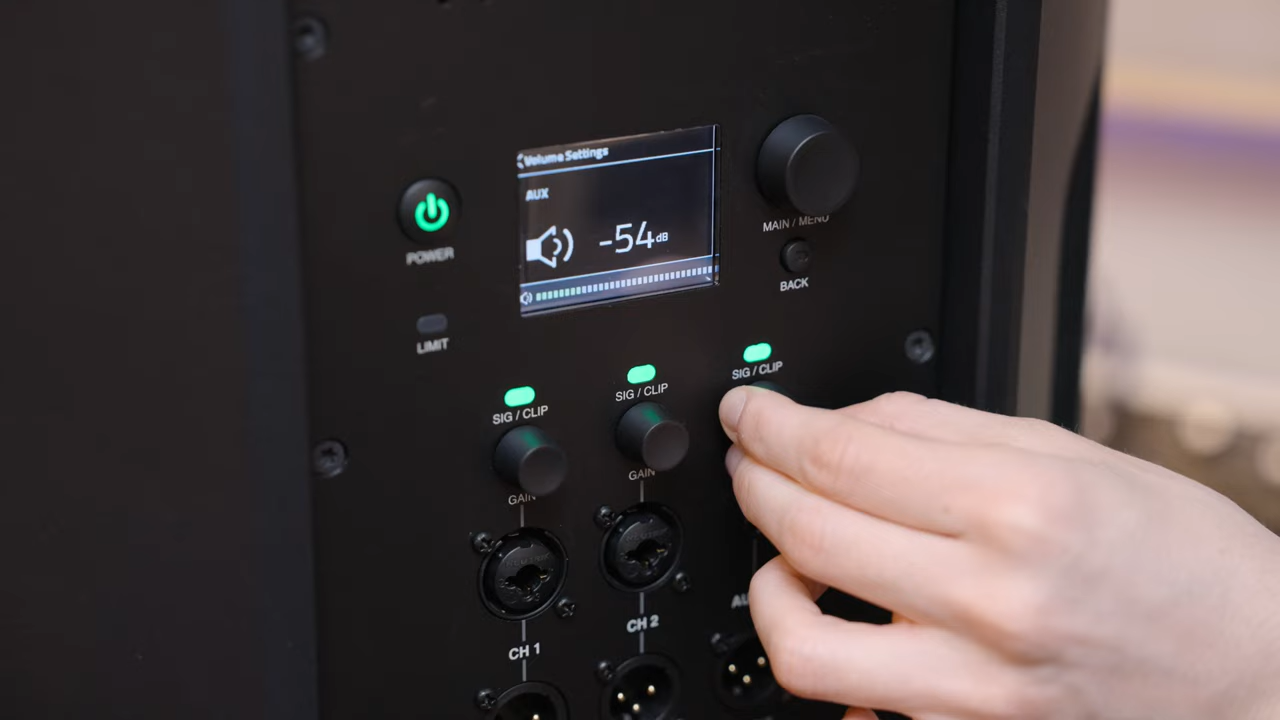 Volume Settings
AUX
-54dB
POWER
MAIN / MENU
BACK
LIMIT
SIG / CLIP
SIG / CLIP
SIG / CLIP
GAIN
GAIN
CH 1
CH 2